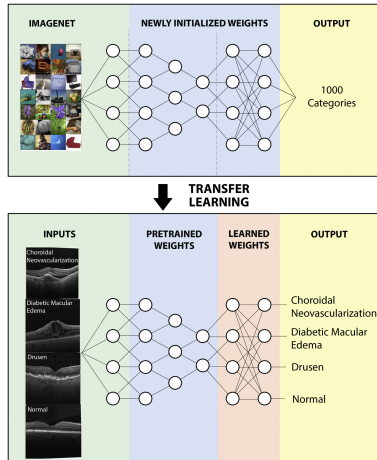 IMAGENET
NEWLY INITIALIZED WEIGHTS
OUTPUT
1000
Categories
TRANSFER
LEARNING
INPUTS
PRETRAINED
WEIGHTS
LEARNED
WEIGHTS
OUTPUT
Choroidal
Neovascularization
Diabetic Macular
Edema
Drusen
Normal
Choroidal
Neovascularization
Diabetic Macular
Edema
Drusen
Normal